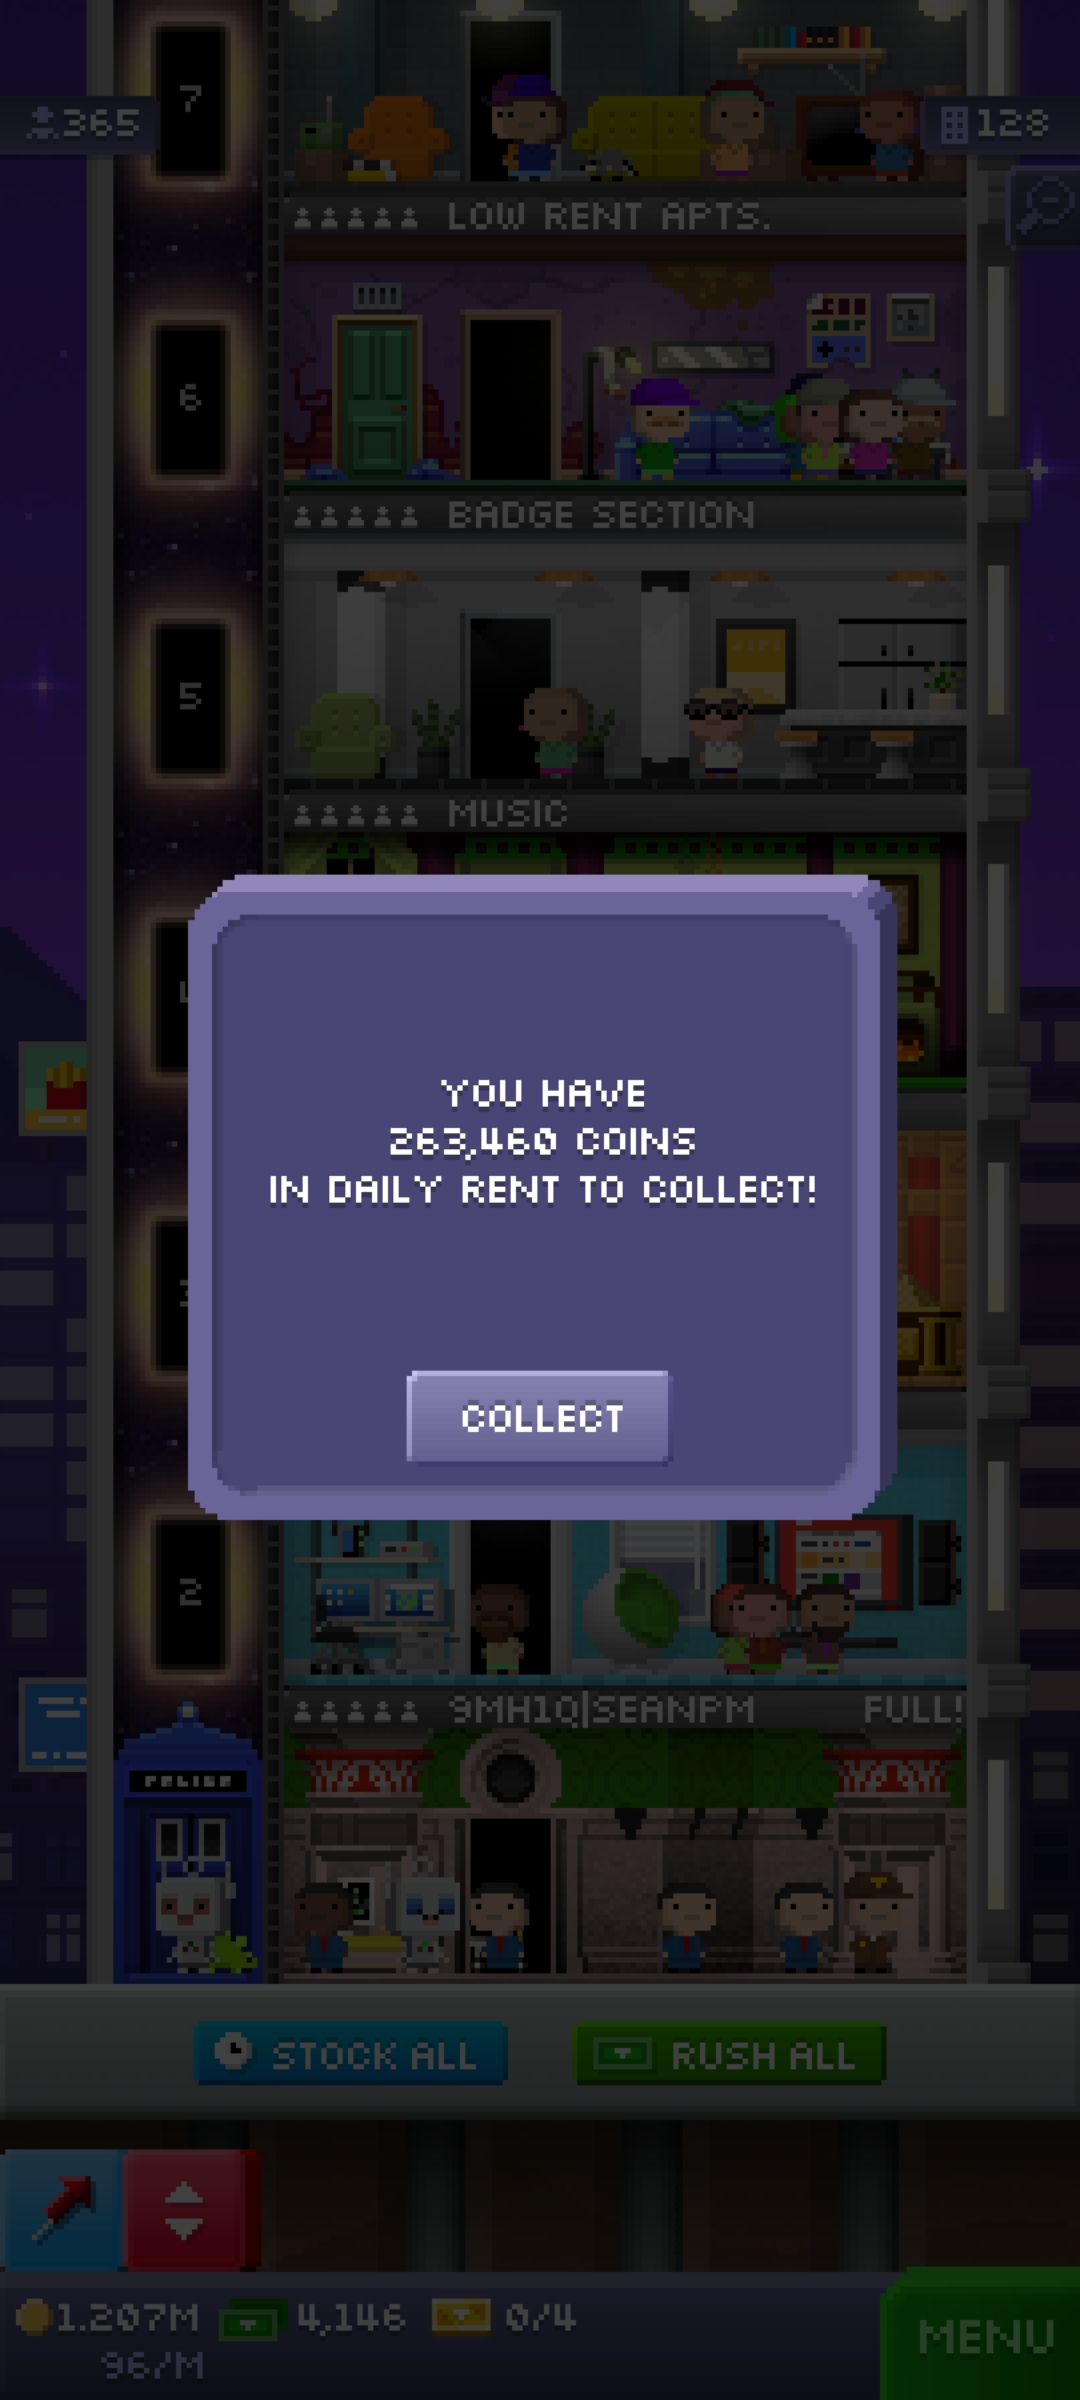 7
365
128
LOW RENT APTS.
6
BADGE SECTION
5
MUSIC
YOU HAVE
263,460 COINS
IN DAILY RENT TO COLLECT!
COLLECT
2
9MH1Q|SEANPM FULL!
POLICE
STOCK ALL
RUSH ALL
1.207M 4,146 0/4
96/M
MENU